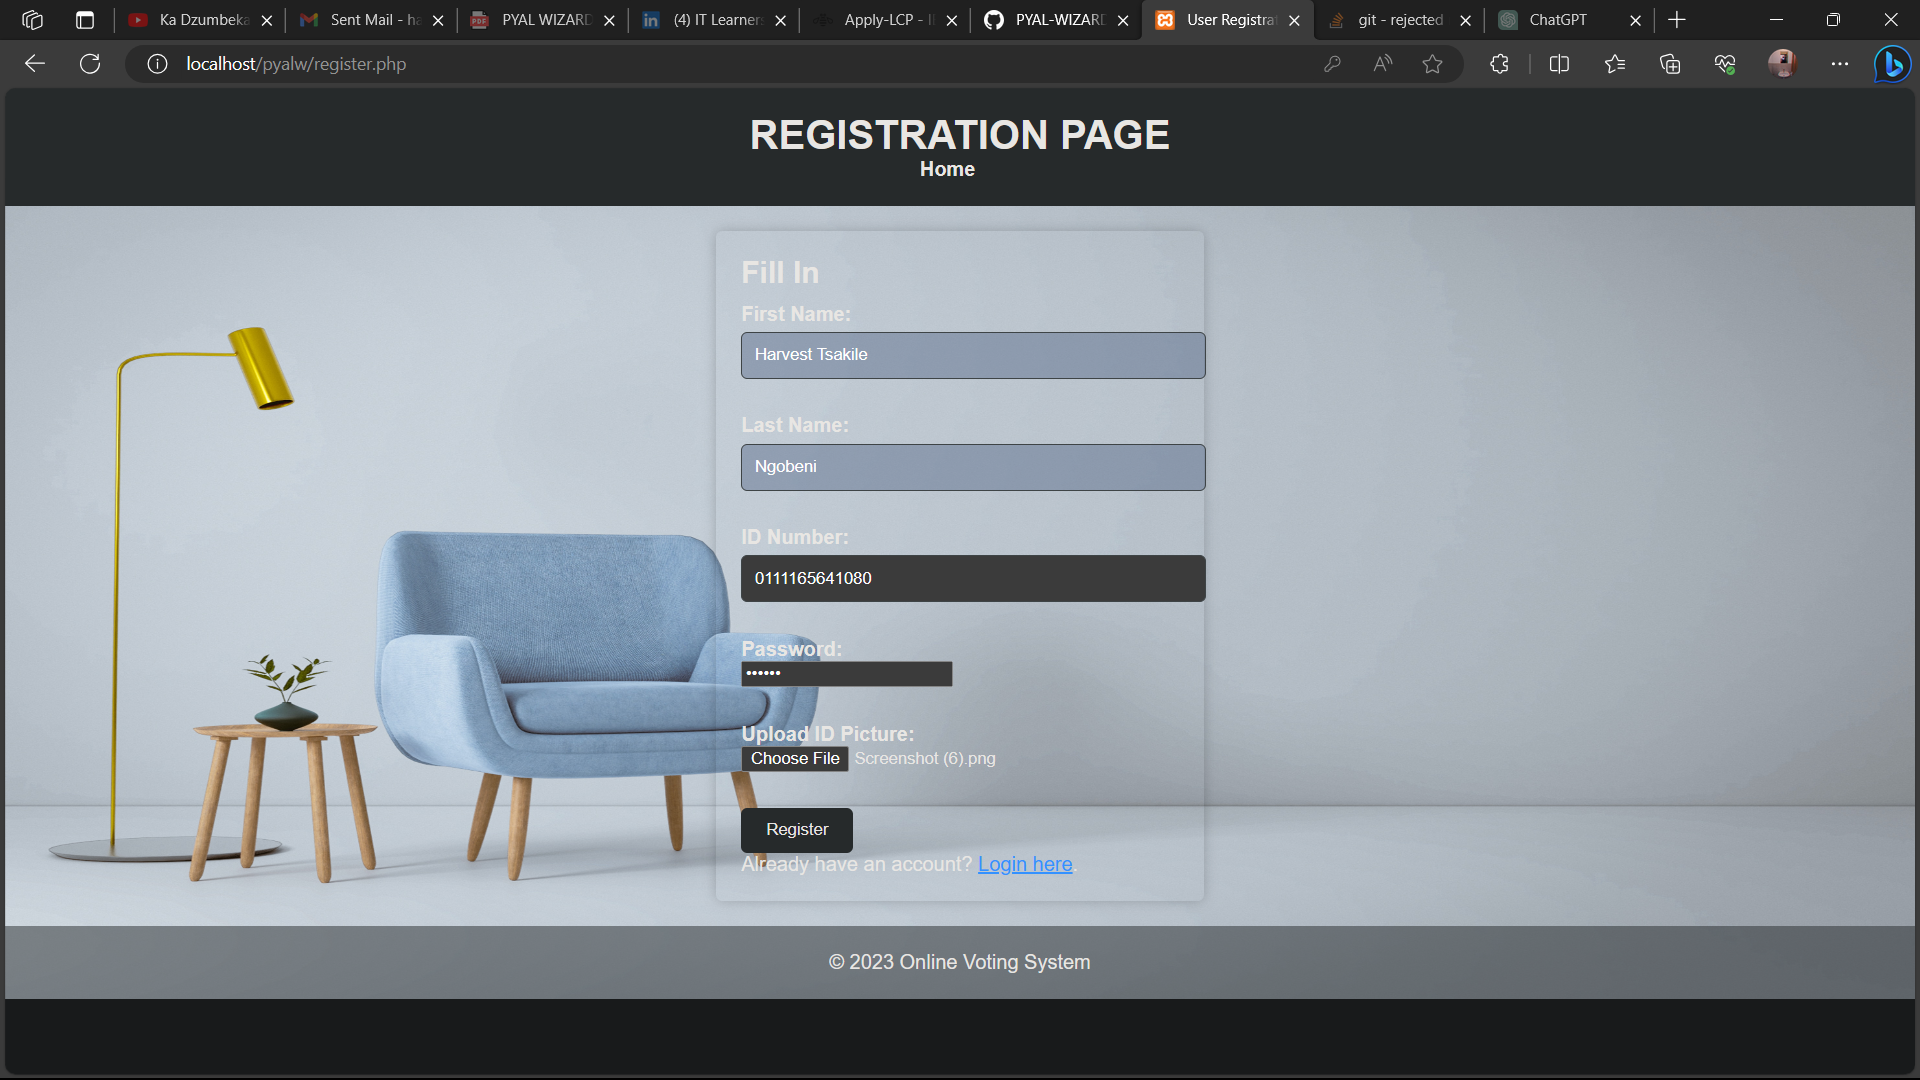 Ka Dzumbeka
Sent Mail - ha
PYAL WIZARD
(4) IT Learners
Apply-LCP - II
PYAL-WIZARD
User Registrat
git - rejected
ChatGPT
localhost/pyalw/register.php
REGISTRATION PAGE
Home
Fill In
First Name:
Harvest Tsakile
Last Name:
Ngobeni
ID Number:
0111165641080
Password:
••••••
Upload ID Picture:
Choose File Screenshot (6).png
Register
Already have an account? Login here.
© 2023 Online Voting System